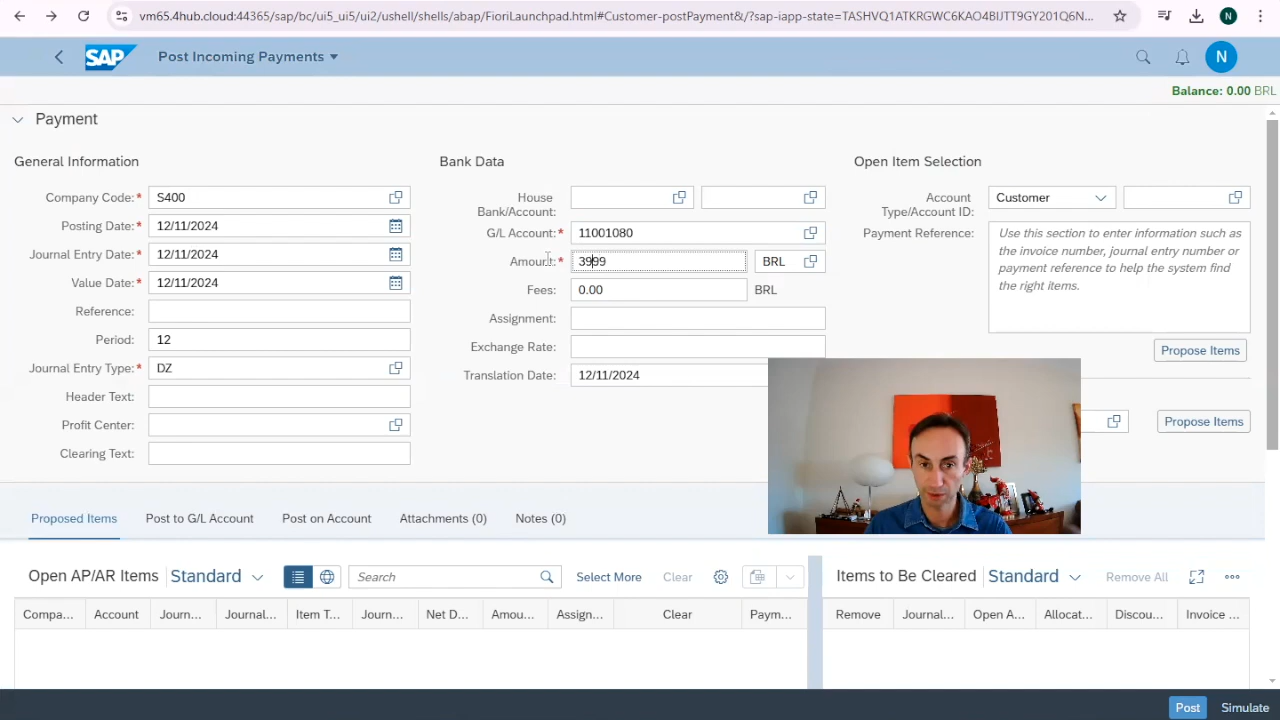 vm65.4hub.cloud:44365/sap/bc/ui5_ui5/ui2/ushell/shells/abap/FioriLaunchpad.html#Customer-postPayment&/?sap-iapp-state=TASHVQ1ATKRGWC6KAO4BIJTT9GY201Q6N...
N
SAP
Post Incoming Payments
N
Balance: 0.00 BRL
Payment
General Information
Company Code:* S400
Posting Date:* 12/11/2024
Journal Entry Date:* 12/11/2024
Value Date:* 12/11/2024
Reference:
Period: 12
Journal Entry Type:* DZ
Header Text:
Profit Center:
Clearing Text:
Bank Data
House
Bank/Account:
G/L Account:* 11001080
Amount:* 3999 BRL
Fees: 0.00 BRL
Assignment:
Exchange Rate:
Translation Date: 12/11/2024
Open Item Selection
Account
Type/Account ID: Customer
Payment Reference: Use this section to enter information such
as the invoice number, journal entry number or
payment reference to help the system find
the right items.
Propose Items
Propose Items
Proposed Items Post to G/L Account Post on Account Attachments (0) Notes (0)
Open AP/AR Items Standard Search Select More Clear
Compa... Account Journ... Journal... Item T... Journ... Net D... Amou... Assign... Clear Paym...
Items to Be Cleared Standard Remove All
Remove Journal... Open A... Allocat... Discou... Invoice ...
Post Simulate